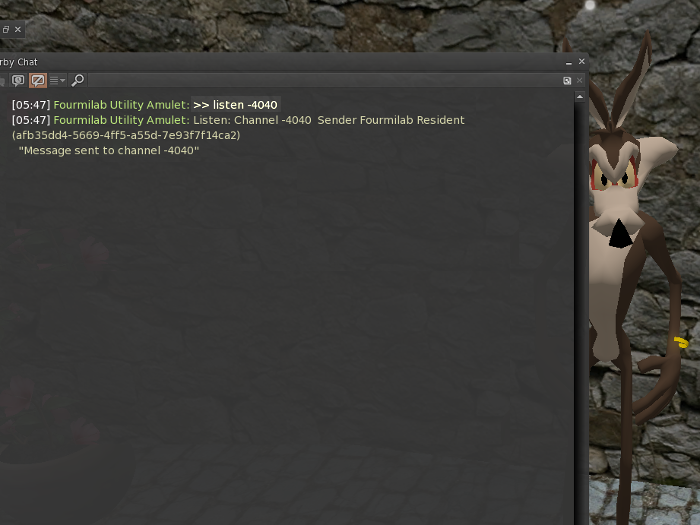 rby Chat
[05:47] Fourmilab Utility Amulet: >> listen -4040
[05:47] Fourmilab Utility Amulet: Listen: Channel -4040  Sender Fourmilab Resident
(afb35dd4-5669-4ff5-a55d-7e93f7f14ca2)
"Message sent to channel -4040"